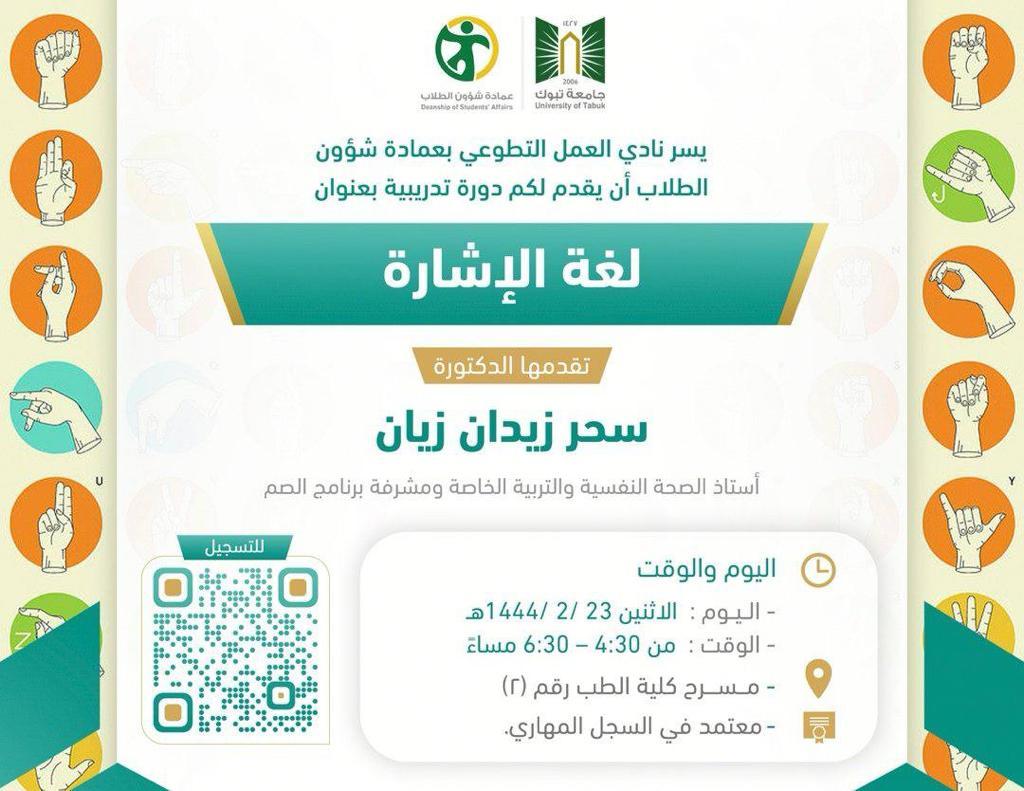 ١٤٢٧
2006
جامعة تبوك
University of Tabuk
عمادة شؤون الطلاب
Deanship of Students' Affairs
يسر نادي العمل التطوعي بعمادة شؤون
الطلاب أن يقدم لكم دورة تدريبية بعنوان
لغة الإشارة
تقدمها الدكتورة
سحر زيدان زيان
أستاذ الصحة النفسية والتربية الخاصة ومشرفة برنامج الصم
اليوم والوقت
- الـيـوم : الاثنين 23 /2 /1444هـ
- الوقت : من 4:30 – 6:30 مساءً
- مـــسـرح كلية الطب رقم (٢)
- معتمد في السجل المهاري.
للتسجيل
U
Y